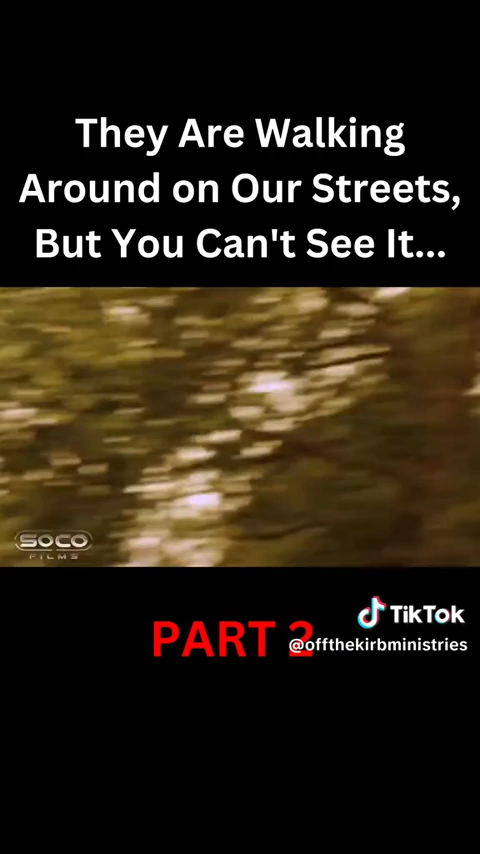 They Are Walking
Around on Our Streets,
But You Can't See It...
SOCO
FILMS
TikTok
PART 2
@offthekirbministries